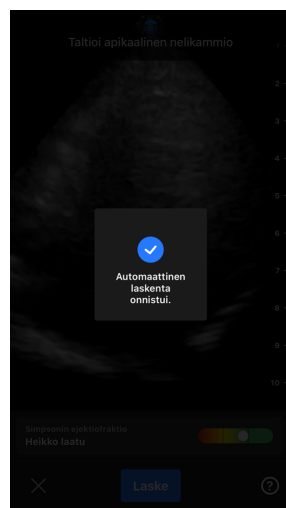 Taltioi apikaalinen nelikammio
2
3
4
5
6
7
8
9
10
Automaattinen
laskenta
onnistui.
Simpsonin ejektiofraktio
Heikko laatu
Laske
?